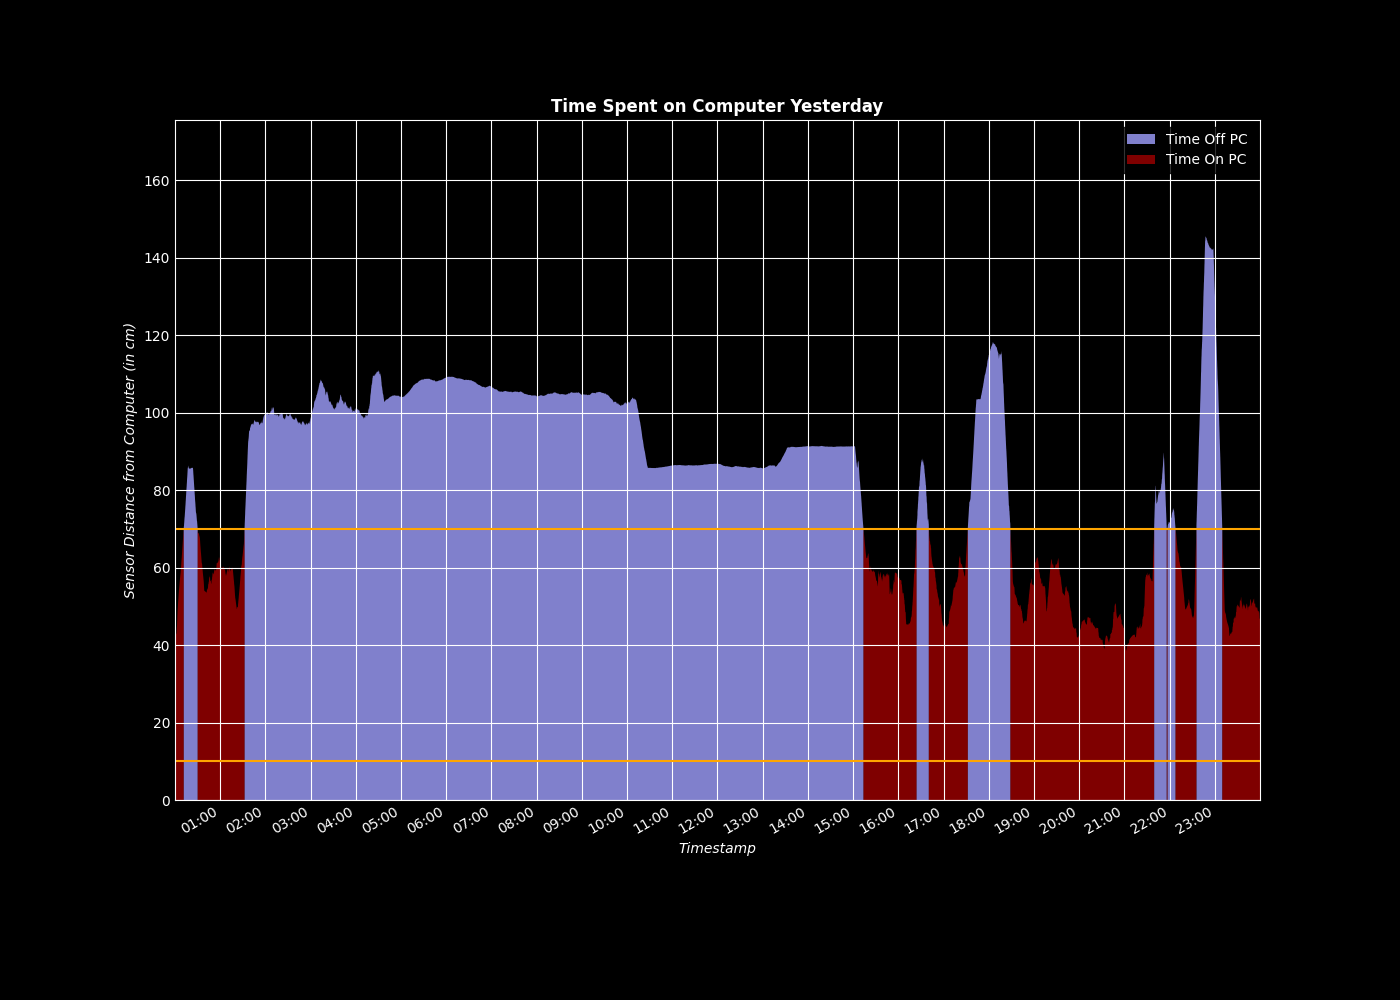 Time Spent on Computer Yesterday
Time Off PC
Time On PC
160
140
120
100
80
60
40
20
0
Sensor Distance from Computer (in cm)
01:00 02:00 03:00 04:00 05:00 06:00 07:00 08:00 09:00 10:00 11:00 12:00 13:00 14:00 15:00 16:00 17:00 18:00 19:00 20:00 21:00 22:00 23:00
Timestamp